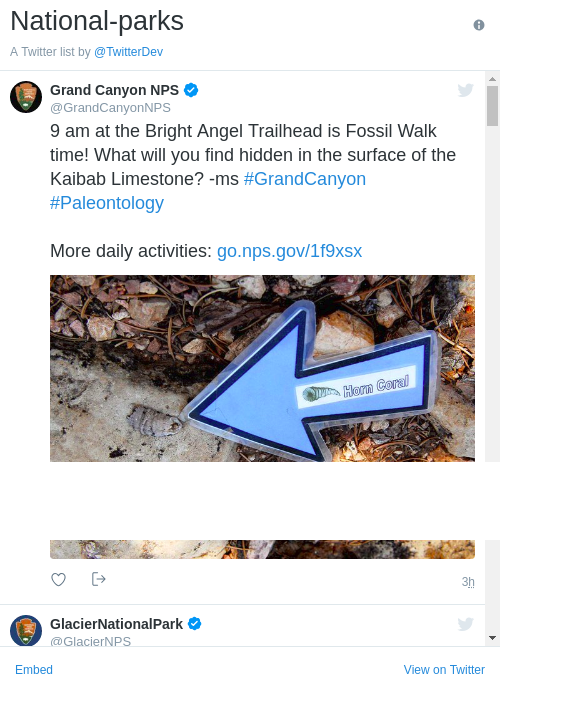 National-parks
A Twitter list by @TwitterDev
Grand Canyon NPS
@GrandCanyonNPS
9 am at the Bright Angel Trailhead is Fossil Walk
time! What will you find hidden in the surface of the
Kaibab Limestone? -ms #GrandCanyon
#Paleontology
More daily activities: go.nps.gov/1f9xsx
Horn Coral
3h
GlacierNationalPark
@GlacierNPS
Embed
View on Twitter